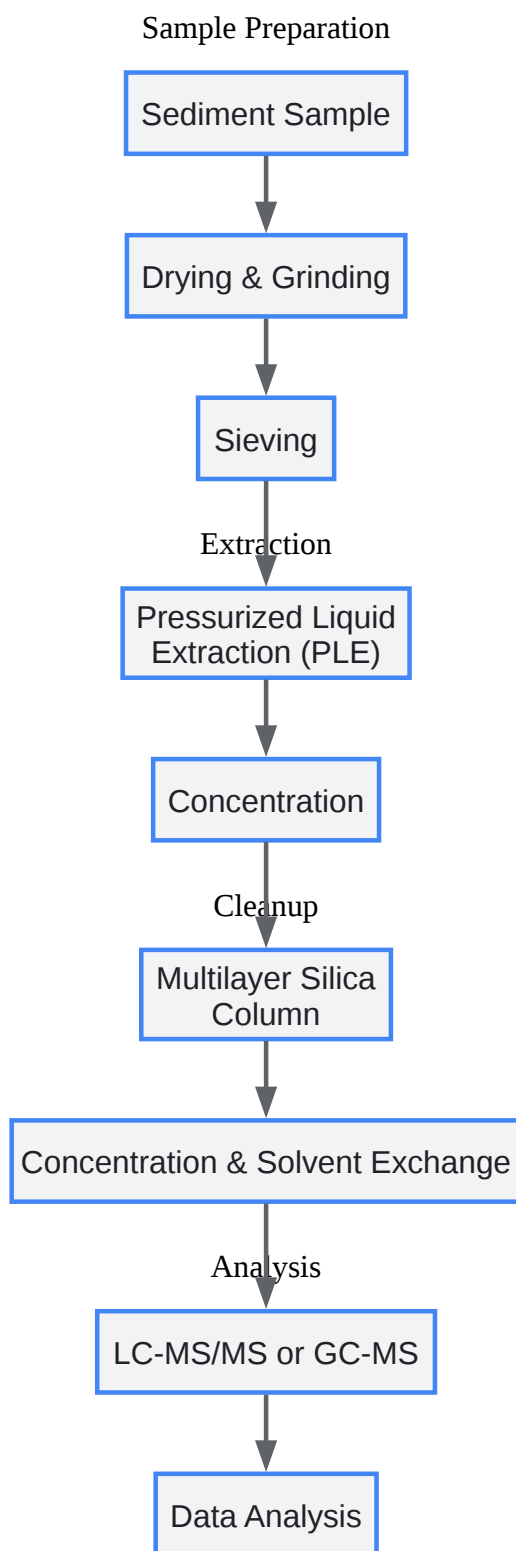 Sample Preparation
Sediment Sample
Drying & Grinding
Sieving
Extraction
Pressurized Liquid
Extraction (PLE)
Concentration
Cleanup
Multilayer Silica
Column
Concentration & Solvent Exchange
Analysis
LC-MS/MS or GC-MS
Data Analysis